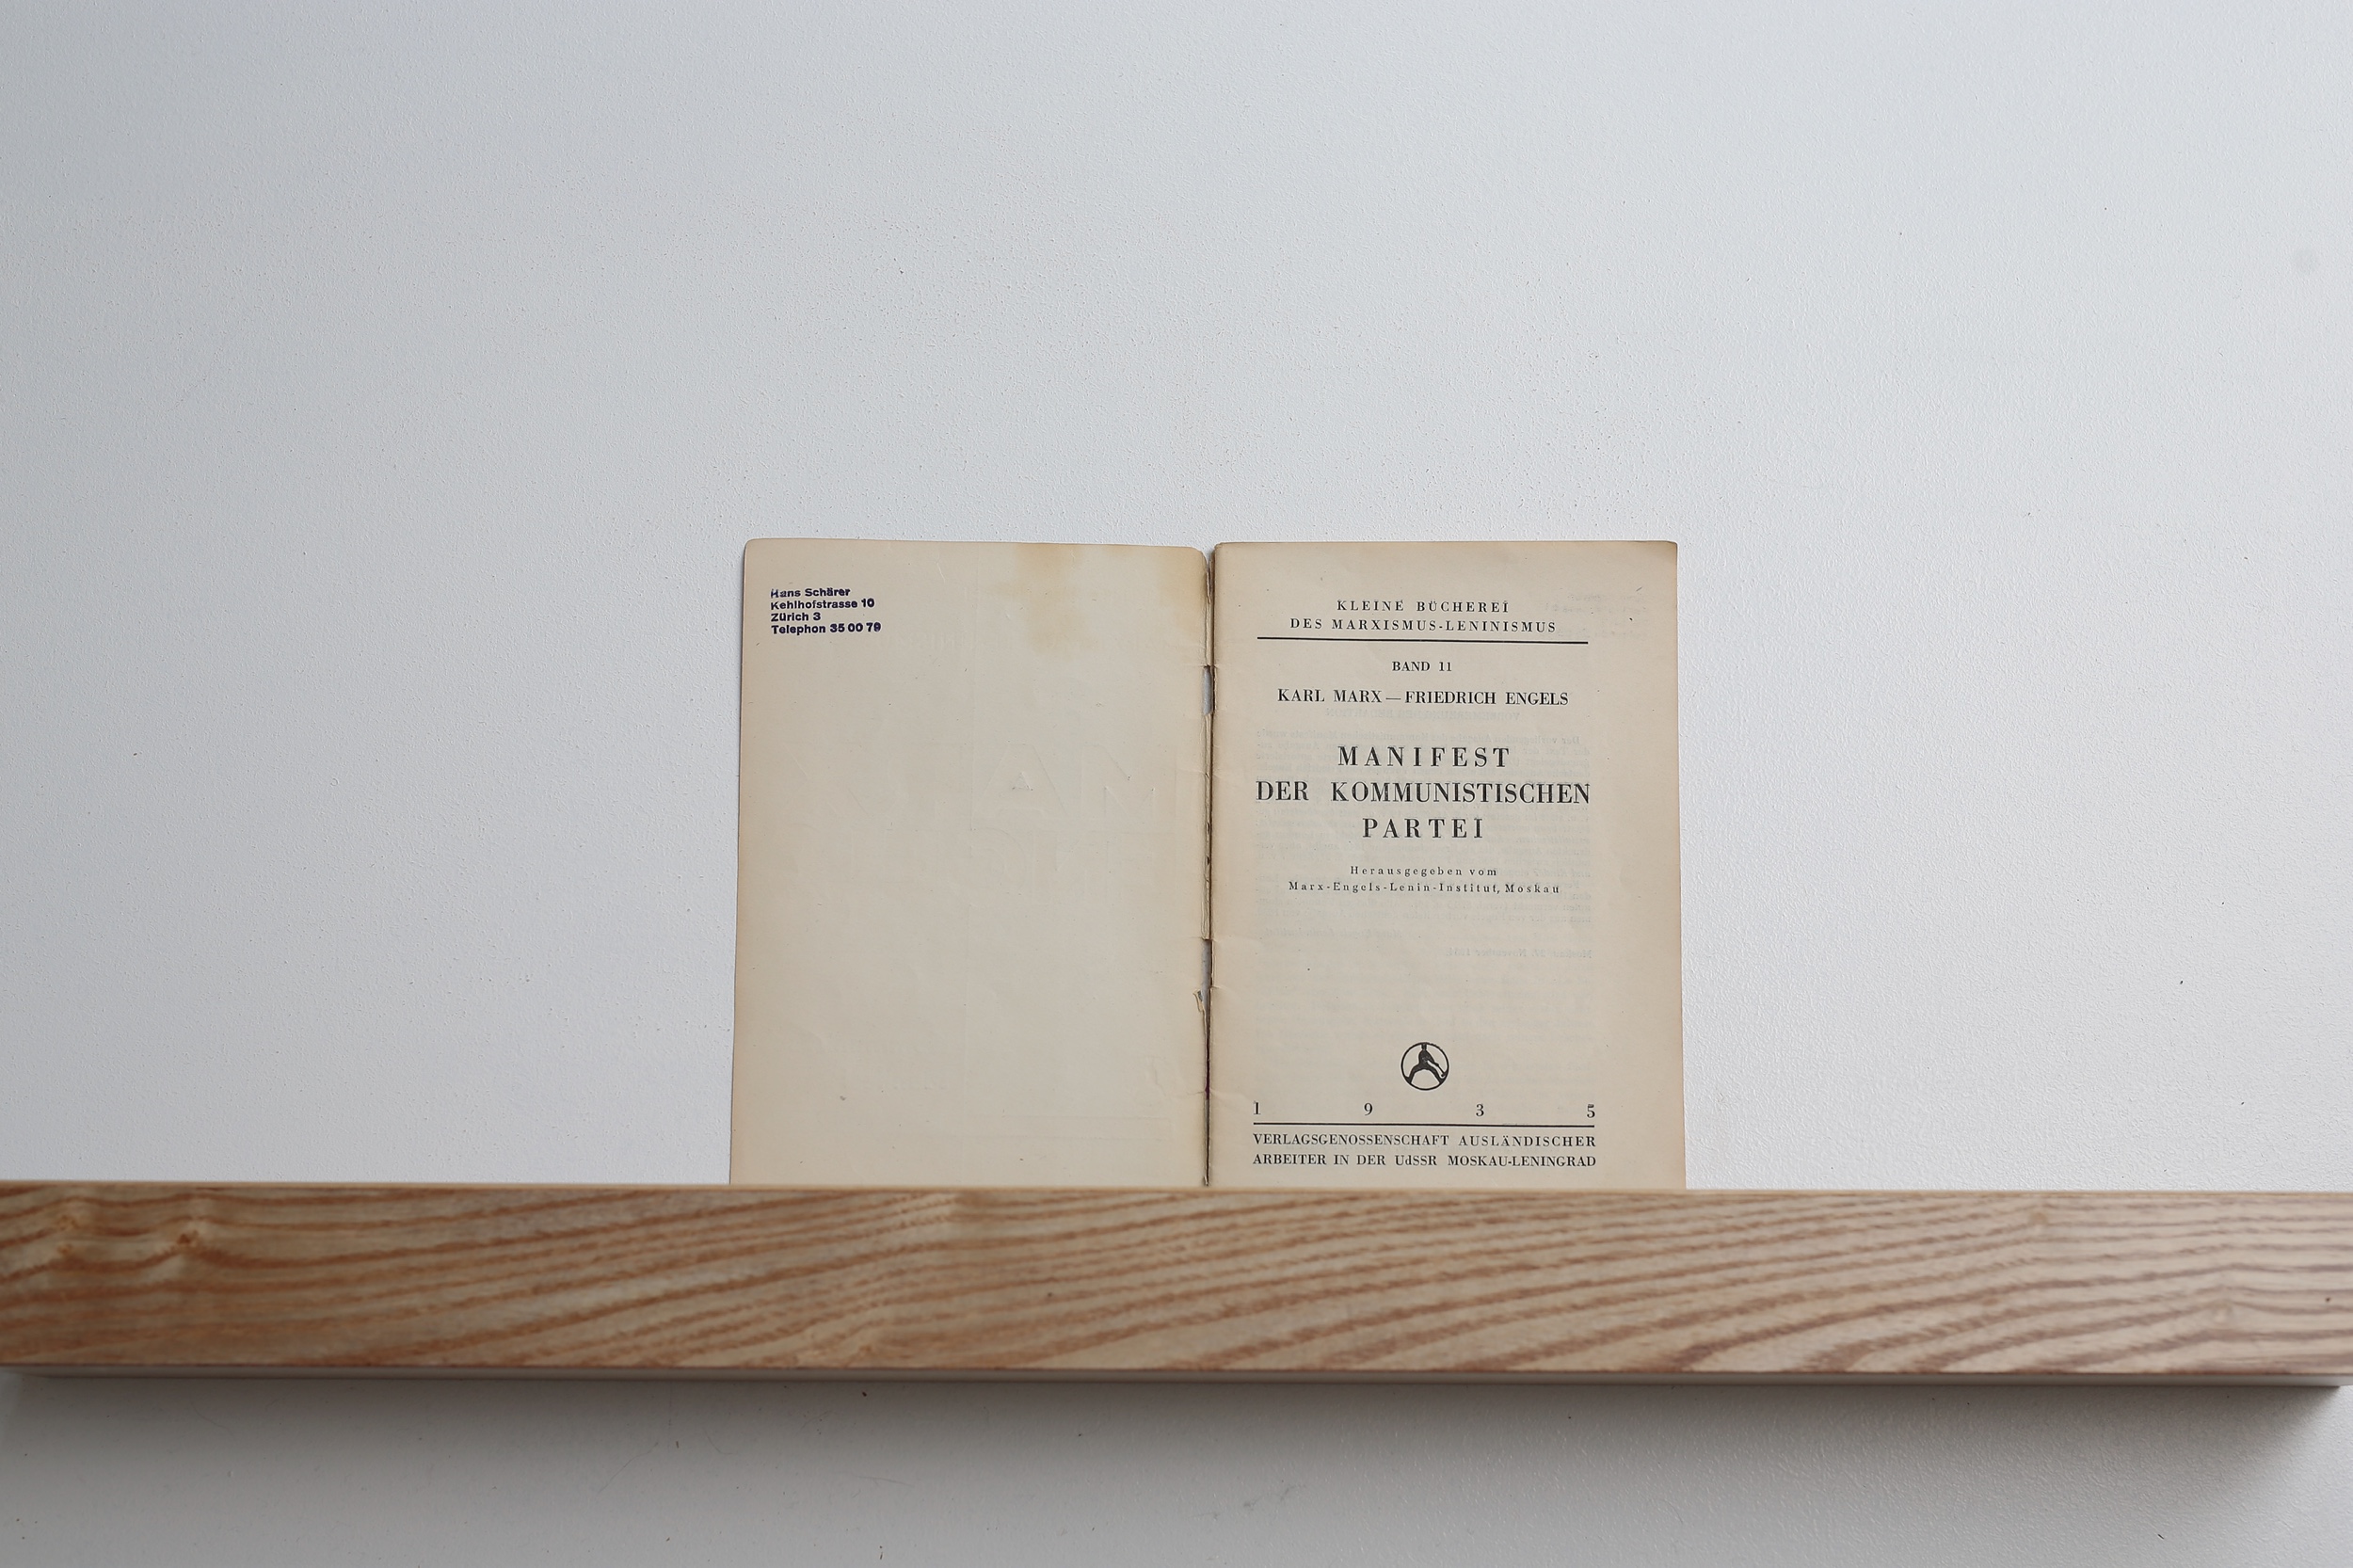 Hans Schärer
Kehlhofstrasse 10
Zürich 3
Telephon 35 00 79
KLEINE BÜCHEREI
DES MARXISMUS-LENINISMUS
BAND 11
KARL MARX — FRIEDRICH ENGELS
MANIFEST
DER KOMMUNISTISCHEN
PARTEI
Herausgegeben vom
Marx-Engels-Lenin-Institut, Moskau
1 9 3 5
VERLAGSGENOSSENSCHAFT AUSLÄNDISCHER
ARBEITER IN DER UdSSR MOSKAU-LENINGRAD